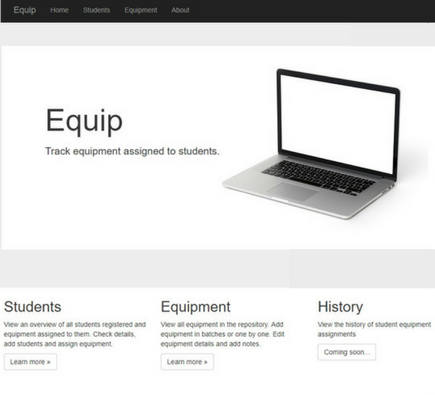 Equip Home Students Equipment About
Equip
Track equipment assigned to students.
Students
View an overview of all students registered and
equipment assigned to them. Check details,
add students and assign equipment.
Learn more »
Equipment
View all equipment in the repository. Add
equipment in batches or one by one. Edit
equipment details and add notes.
Learn more »
History
View the history of student equipment
assignments
Coming soon...